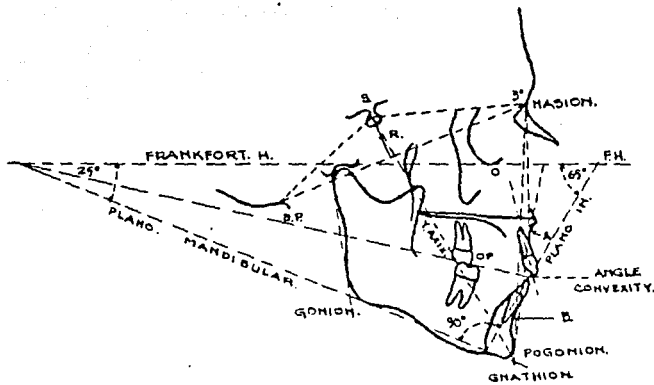 3°
NASION.
S
R.
FRANKFORT. H.
F.H.
25°
O
65°
B.P.
PLANO. MANDIBULAR.
Y AXIS
PLANO IN.
A
OP
ANGLE
CONVEXITY.
GONION.
B.
90°
POGONION.
GNATHION